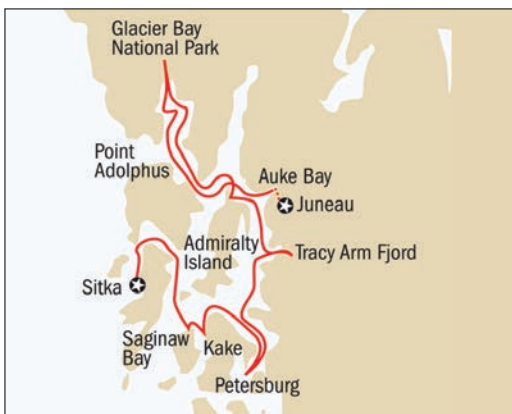 Glacier Bay
National Park
Point
Adolphus
Auke Bay
Juneau
Admiralty
Island
Tracy Arm Fjord
Sitka
Saginaw
Bay
Kake
Petersburg